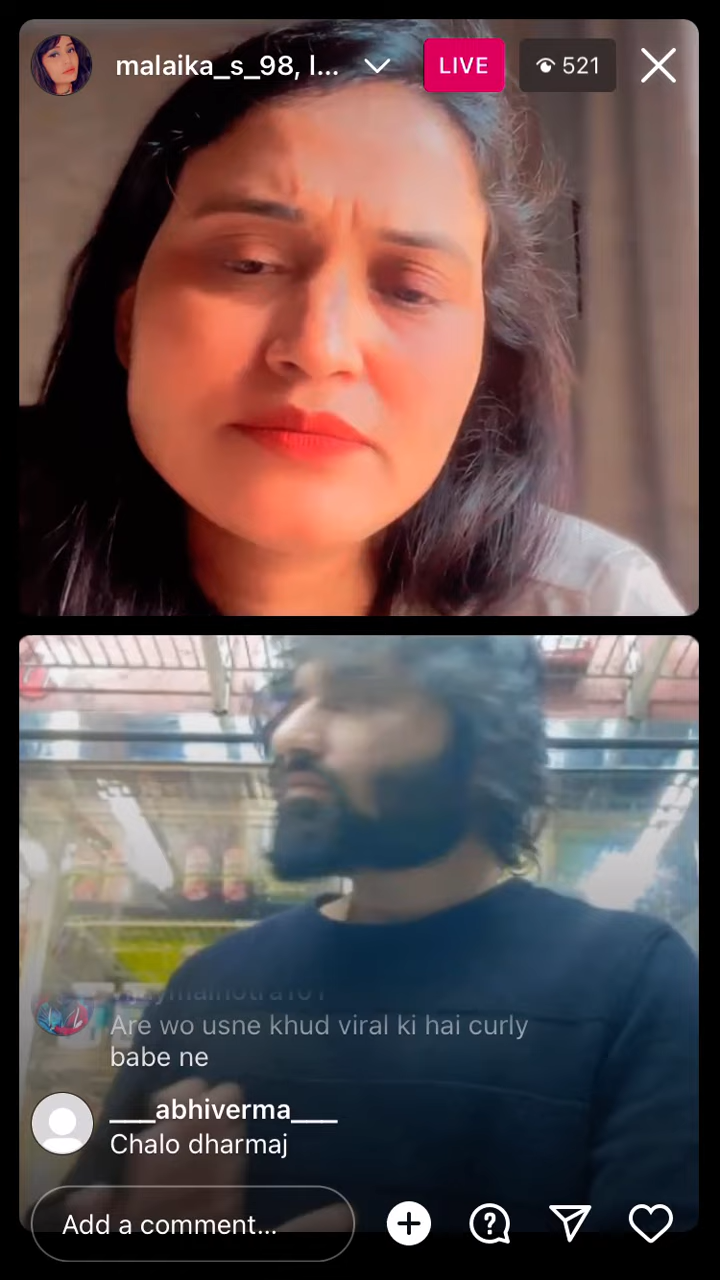 malaika_s_98, l...
LIVE
521
Are wo usne khud viral ki hai curly
babe ne
___abhiverma___
Chalo dharmaj
Add a comment...